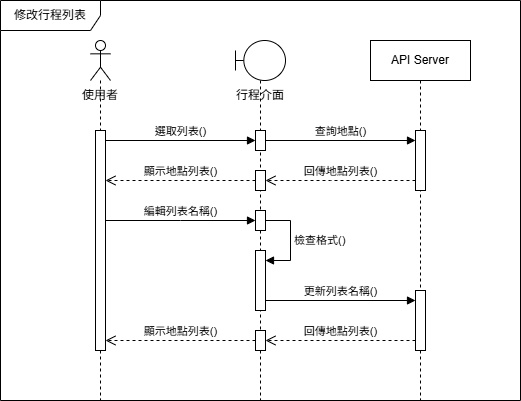 修改行程列表
使用者
行程介面
API Server
選取列表()
查詢地點()
顯示地點列表()
回傳地點列表()
編輯列表名稱()
檢查格式()
更新列表名稱()
顯示地點列表()
回傳地點列表()